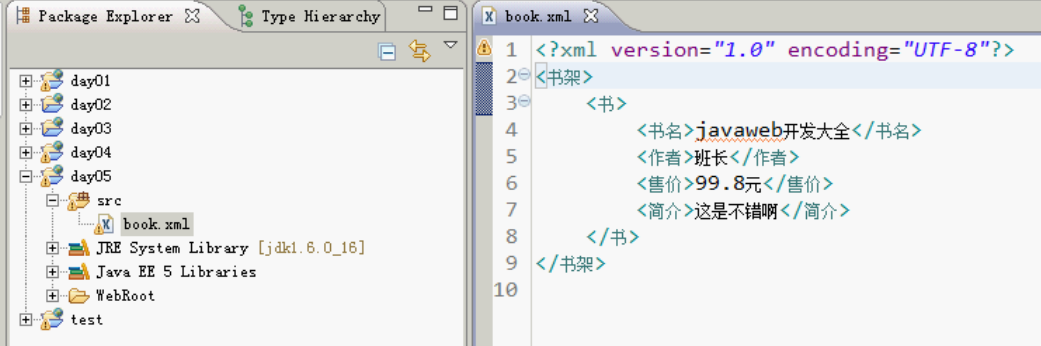 Package Explorer
Type Hierarchy
day01
day02
day03
day04
day05
src
book.xml
JRE System Library [jdk1.6.0_16]
Java EE 5 Libraries
WebRoot
test
book.xml
1 <?xml version="1.0" encoding="UTF-8"?>
2 <书架>
3 <书>
4 <书名>javaweb开发大全</书名>
5 <作者>班长</作者>
6 <售价>99.8元</售价>
7 <简介>这是不错啊</简介>
8 </书>
9 </书架>
10